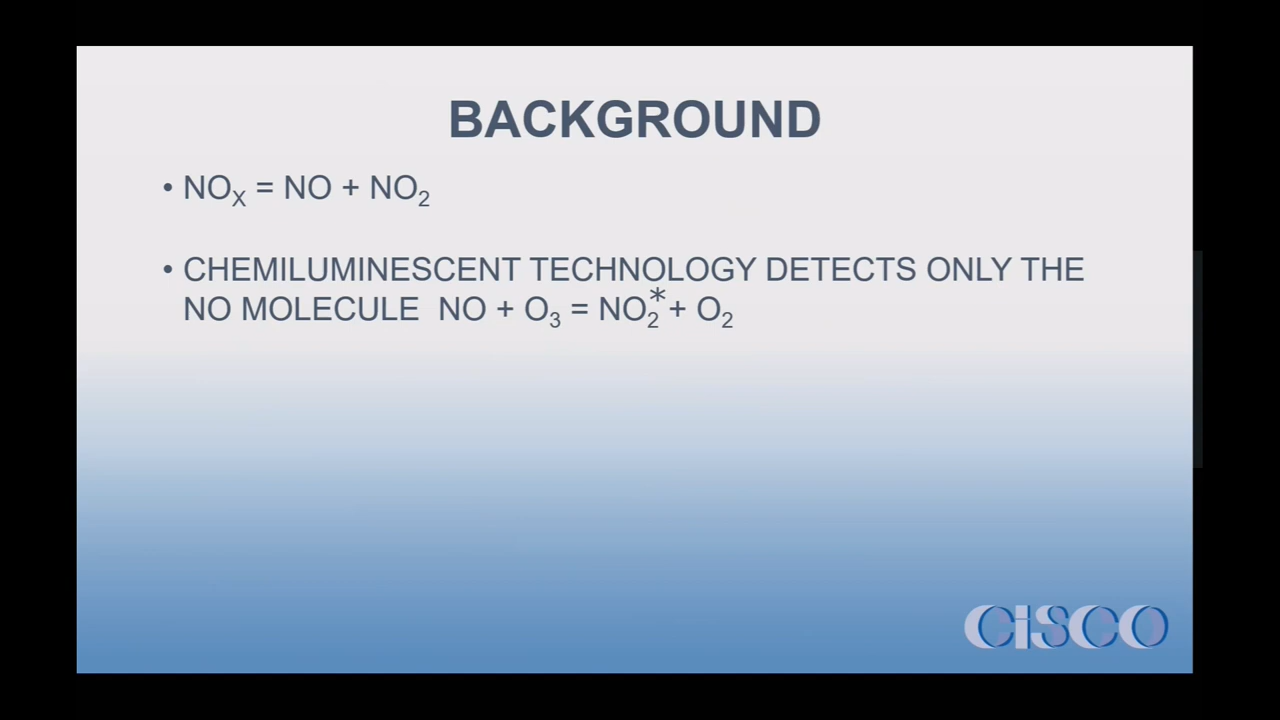 BACKGROUND
• NOX = NO + NO2
• CHEMILUMINESCENT TECHNOLOGY DETECTS ONLY THE
NO MOLECULE NO + O3 = NO2* + O2
CiSCO